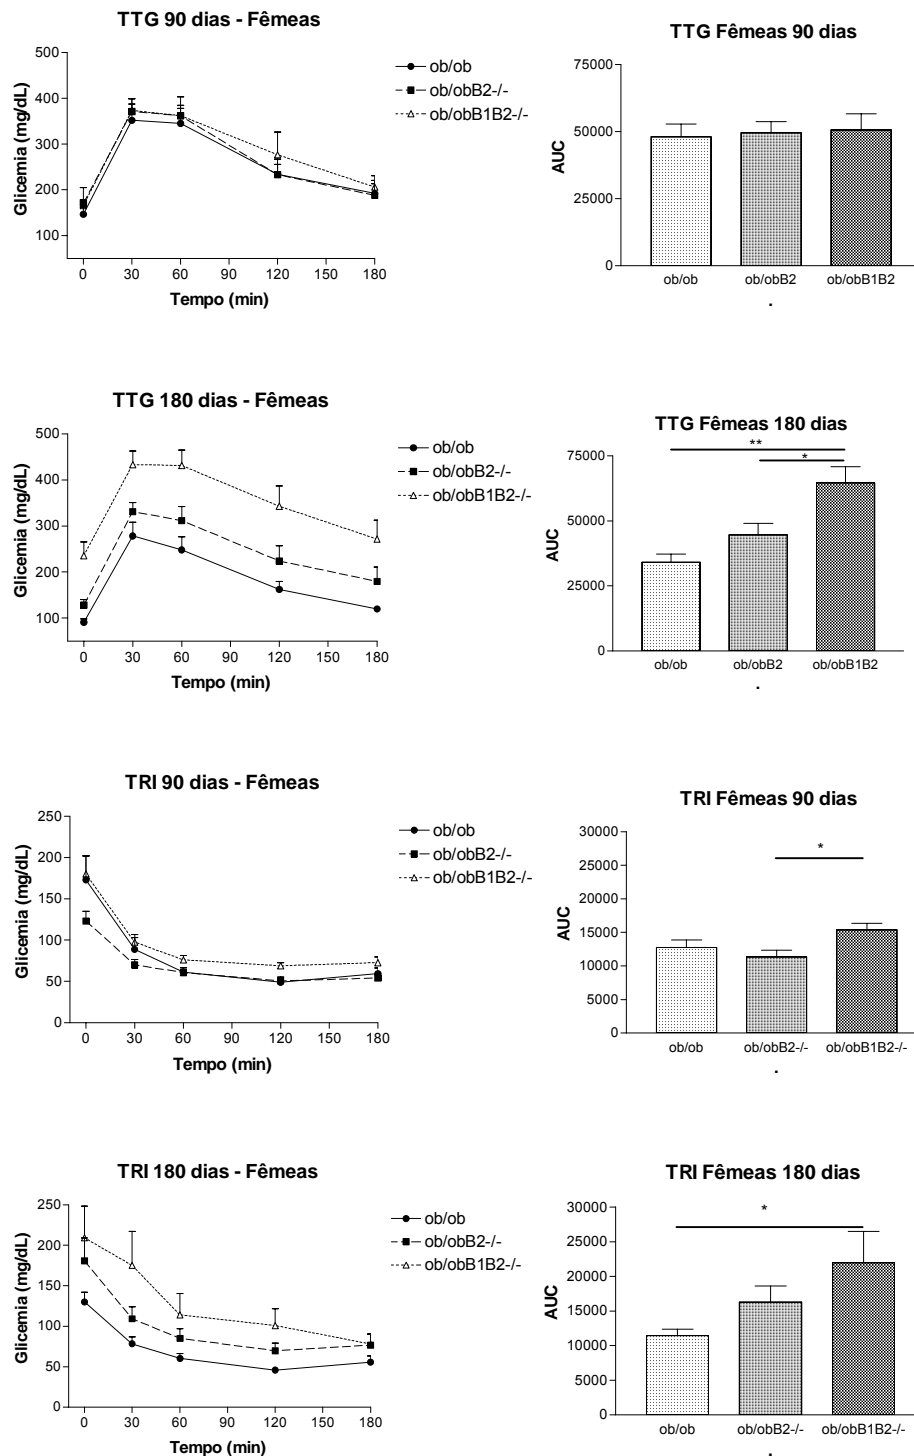 TTG 90 dias - Fêmeas
500
400
300
200
100
Glicemia (mg/dL)
0 30 60 90 120 150 180
Tempo (min)
ob/ob
ob/obB2-/-
ob/obB1B2-/-
TTG Fêmeas 90 dias
75000
50000
25000
0
AUC
ob/ob ob/obB2 ob/obB1B2
.
TTG 180 dias - Fêmeas
500
400
300
200
100
Glicemia (mg/dL)
0 30 60 90 120 150 180
Tempo (min)
ob/ob
ob/obB2-/-
ob/obB1B2-/-
TTG Fêmeas 180 dias
**
*
75000
50000
25000
0
AUC
ob/ob ob/obB2 ob/obB1B2
.
TRI 90 dias - Fêmeas
250
200
150
100
50
0
Glicemia (mg/dL)
0 30 60 90 120 150 180
Tempo (min)
ob/ob
ob/obB2-/-
ob/obB1B2-/-
TRI Fêmeas 90 dias
*
30000
25000
20000
15000
10000
5000
0
AUC
ob/ob ob/obB2-/- ob/obB1B2-/-
.
TRI 180 dias - Fêmeas
250
200
150
100
50
0
Glicemia (mg/dL)
0 30 60 90 120 150 180
Tempo (min)
ob/ob
ob/obB2-/-
ob/obB1B2-/-
TRI Fêmeas 180 dias
*
30000
25000
20000
15000
10000
5000
0
AUC
ob/ob ob/obB2-/- ob/obB1B2-/-
.